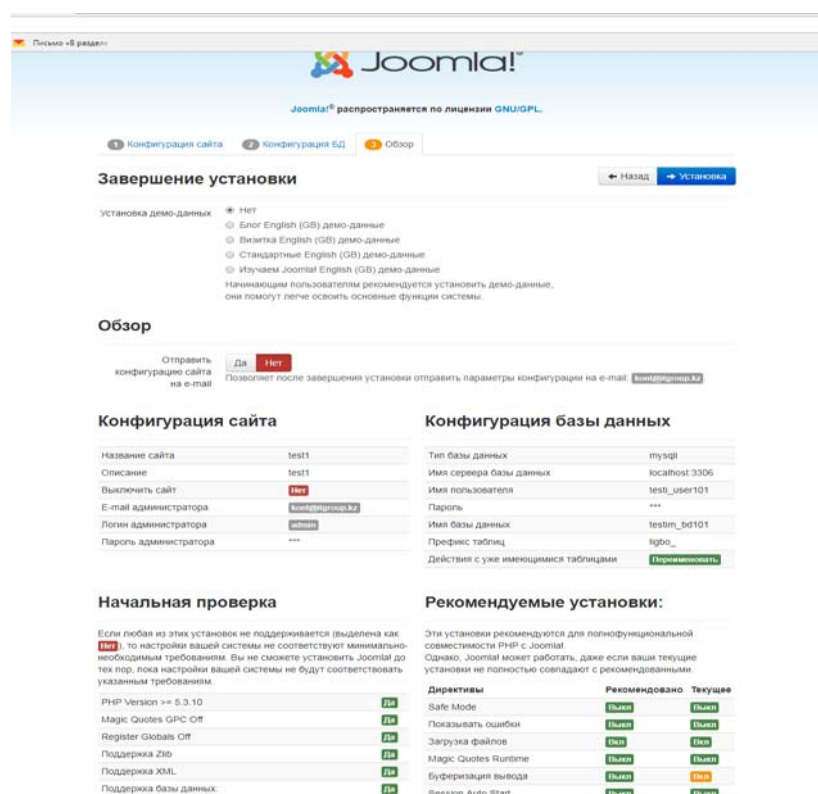 Письмо «В раздел»
Joomla!®
Joomla!® распространяется по лицензии GNU/GPL.
1 Конфигурация сайта
2 Конфигурация БД
3 Обзор
Завершение установки
Назад
Установка
Установка демо-данных
Нет
Блог English (GB) демо-данные
Визитка English (GB) демо-данные
Стандартные English (GB) демо-данные
Изучаем Joomla! English (GB) демо-данные
Начинающим пользователям рекомендуется установить демо-данные,
они помогут легче освоить основные функции системы.
Обзор
Отправить
конфигурацию сайта
на e-mail
Да Нет
Позволяет после завершения установки отправить параметры конфигурации на e-mail:
Конфигурация сайта
Название сайта test1
Описание test1
Выключить сайт Нет
E-mail администратора
Логин администратора admin
Пароль администратора ***
Конфигурация базы данных
Тип базы данных mysqli
Имя сервера базы данных localhost:3306
Имя пользователя testi_user101
Пароль ***
Имя базы данных testim_bd101
Префикс таблиц ligbo_
Действия с уже имеющимися таблицами Переименовать
Начальная проверка
Если любая из этих установок не поддерживается (выделена как
Нет), то настройки вашей системы не соответствуют минимально-
необходимым требованиям. Вы не сможете установить Joomla! до
тех пор, пока настройки вашей системы не будут соответствовать
указанным требованиям.
PHP Version >= 5.3.10 Да
Magic Quotes GPC Off Да
Register Globals Off Да
Поддержка Zlib Да
Поддержка XML Да
Поддержка базы данных: Да
Рекомендуемые установки:
Эти установки рекомендуются для полнофункциональной
совместимости PHP с Joomla!.
Однако, Joomla! может работать, даже если ваши текущие
установки не полностью совпадают с рекомендованными.
Директивы Рекомендовано Текущее
Safe Mode Выкл Выкл
Показывать ошибки Выкл Выкл
Загрузка файлов Вкл Вкл
Magic Quotes Runtime Выкл Выкл
Буферизация вывода Выкл Вкл
Session Auto Start Выкл Выкл